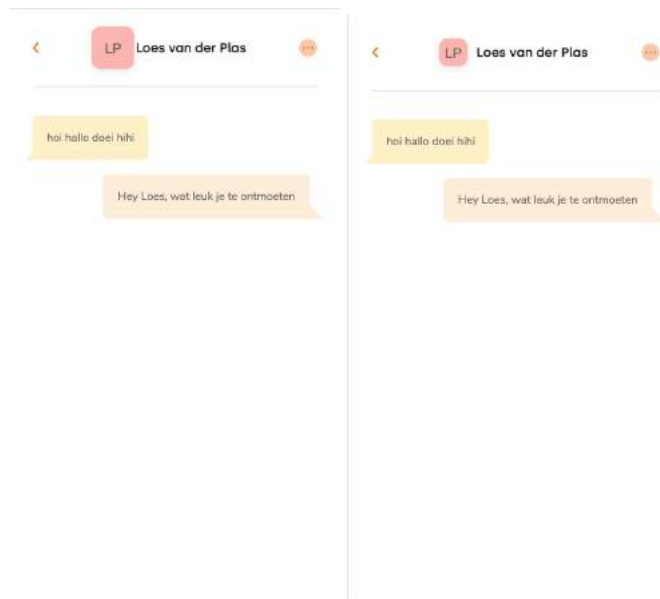 LP Loes van der Plas
hoi hallo doei hihi
Hey Loes, wat leuk je te ontmoeten
LP Loes van der Plas
hoi hallo doei hihi
Hey Loes, wat leuk je te ontmoeten